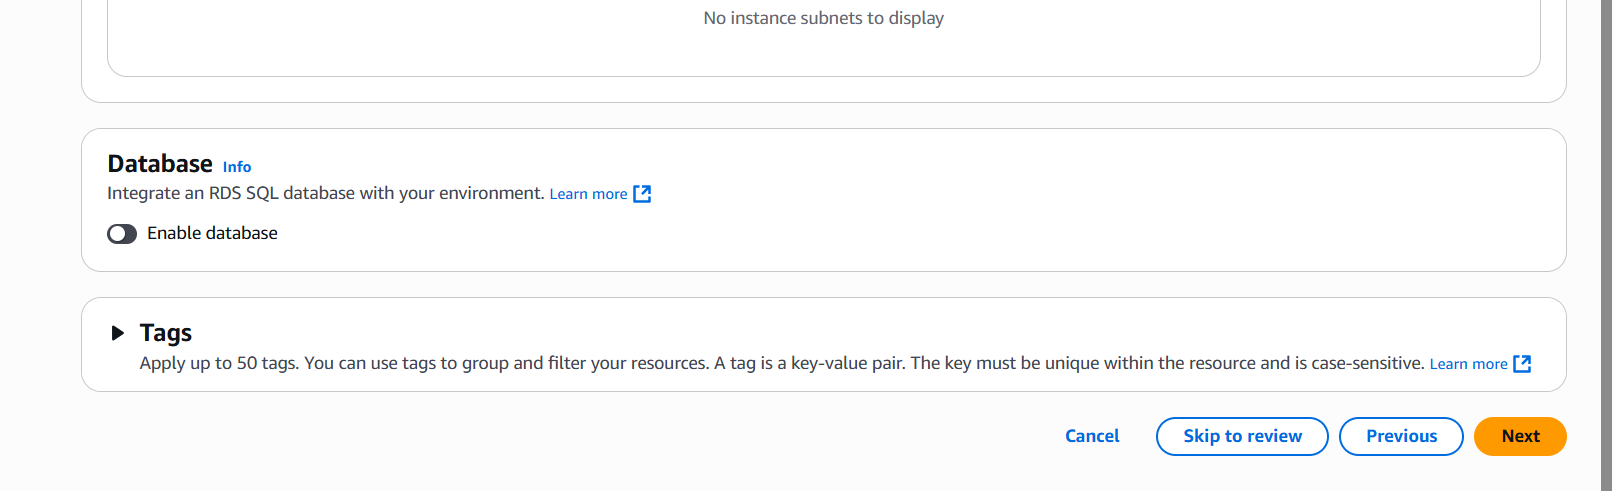 No instance subnets to display
Database Info
Integrate an RDS SQL database with your environment. Learn more
Enable database
Tags
Apply up to 50 tags. You can use tags to group and filter your resources. A tag is a key-value pair. The key must be unique within the resource and is case-sensitive. Learn more
Cancel Skip to review Previous Next